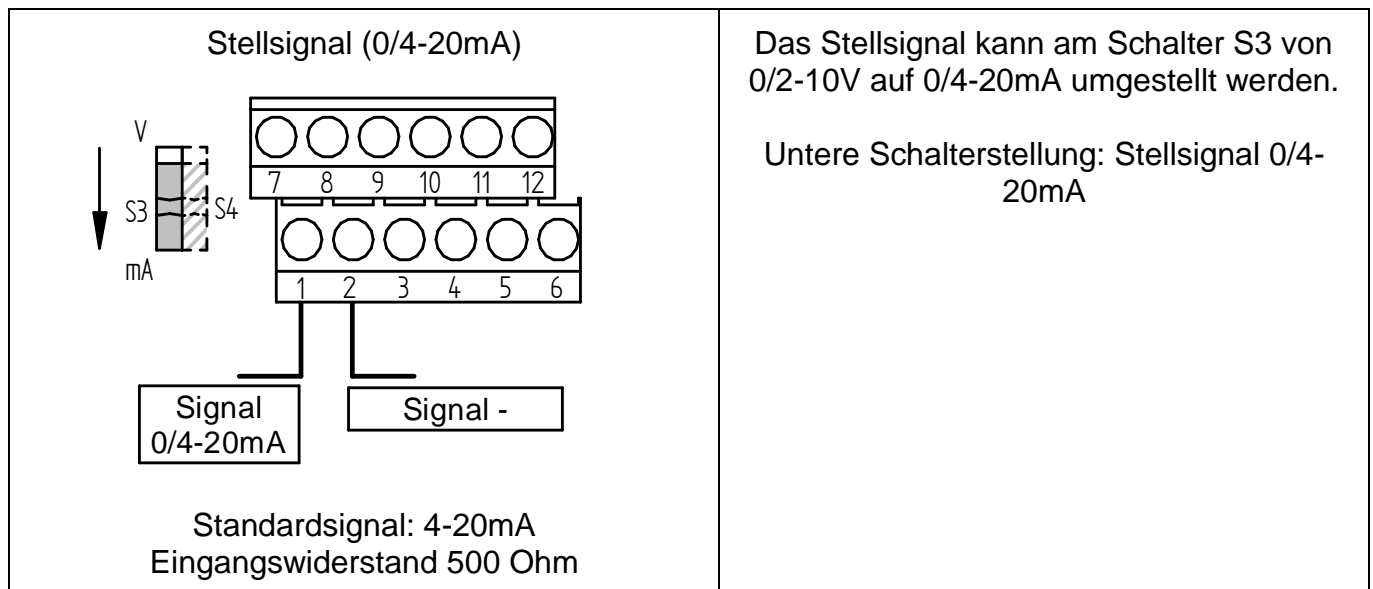 Stellsignal (0/4-20mA)
V
S3
S4
mA
7 8 9 10 11 12
1 2 3 4 5 6
Signal
0/4-20mA
Signal -
Standardsignal: 4-20mA
Eingangswiderstand 500 Ohm
Das Stellsignal kann am Schalter S3 von
0/2-10V auf 0/4-20mA umgestellt werden.
Untere Schalterstellung: Stellsignal 0/4-
20mA